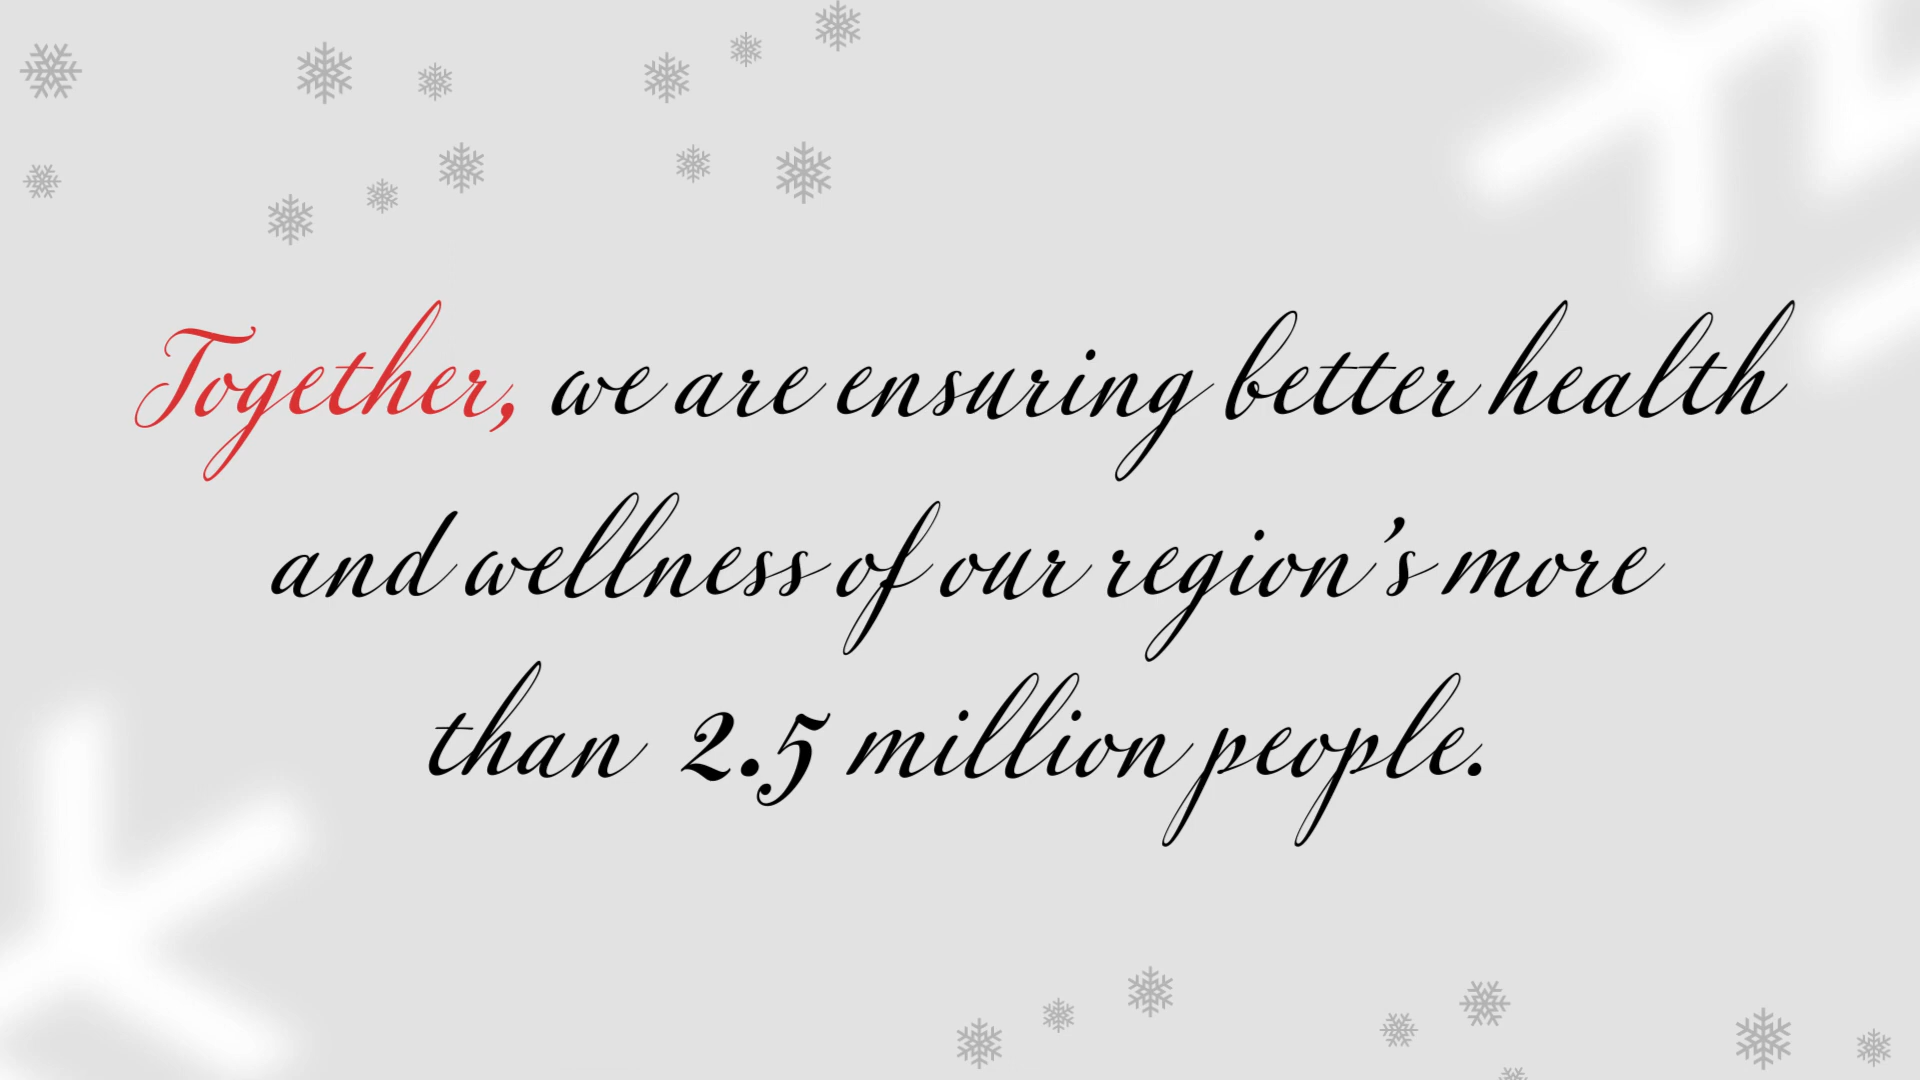 Together, we are ensuring better health
and wellness of our region's more
than 2.5 million people.